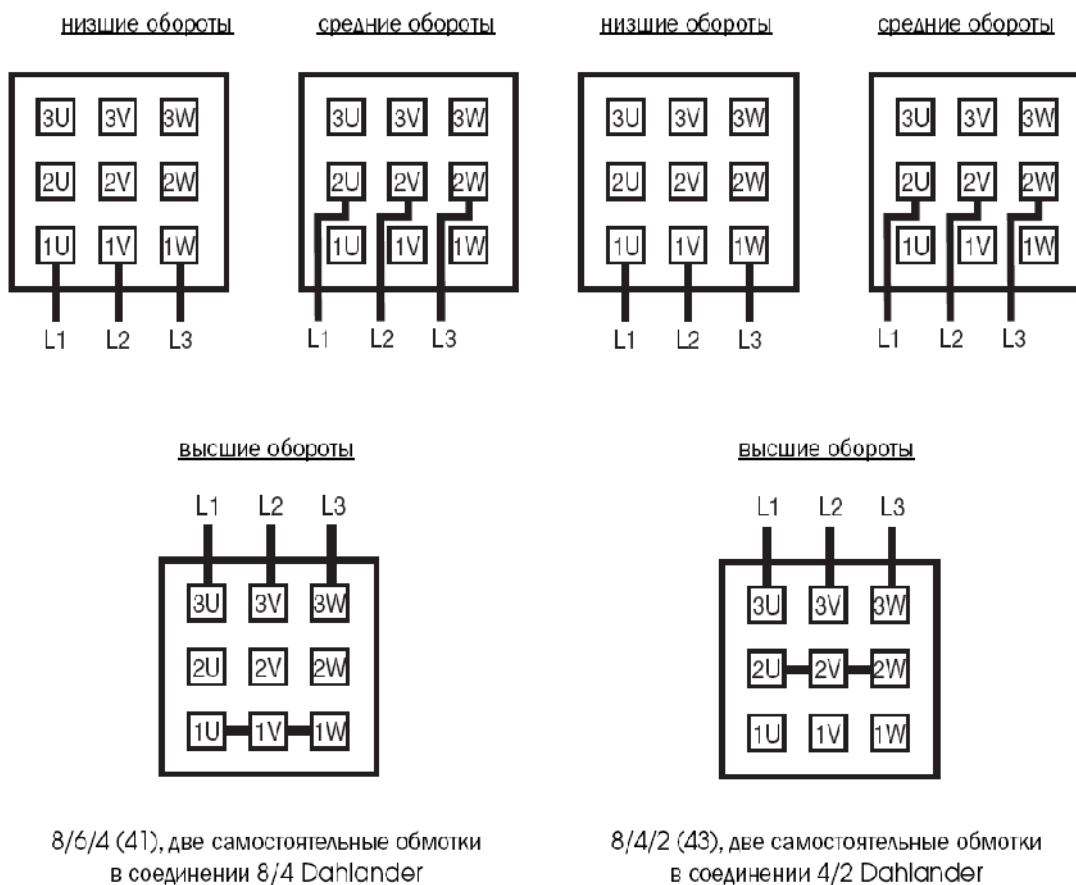 низшие обороты средние обороты низшие обороты средние обороты
3U 3V 3W 3U 3V 3W 3U 3V 3W 3U 3V 3W
2U 2V 2W 2U 2V 2W 2U 2V 2W 2U 2V 2W
1U 1V 1W 1U 1V 1W 1U 1V 1W 1U 1V 1W
L1 L2 L3 L1 L2 L3 L1 L2 L3 L1 L2 L3
высшие обороты высшие обороты
L1 L2 L3 L1 L2 L3
3U 3V 3W 3U 3V 3W
2U 2V 2W 2U 2V 2W
1U 1V 1W 1U 1V 1W
8/6/4 (41), две самостоятельные обмотки 8/4/2 (43), две самостоятельные обмотки
в соединении 8/4 Dahlander в соединении 4/2 Dahlander